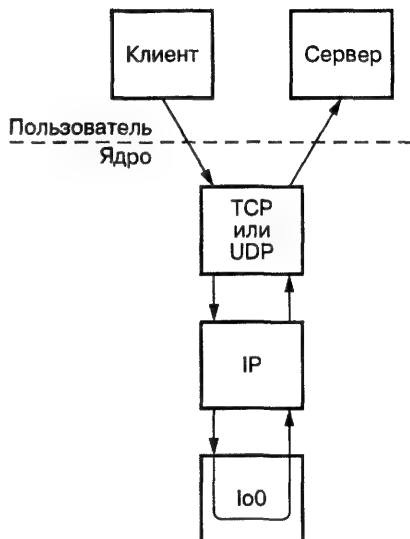 Клиент
Сервер
Пользователь
Ядро
TCP
или
UDP
IP
lo0